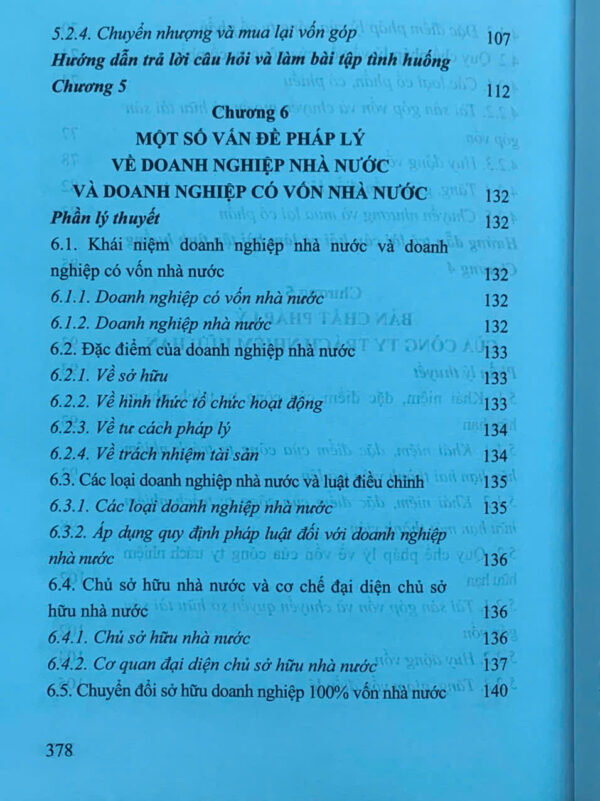 5.2.4. Chuyển nhượng và mua lại vốn góp 107
Hướng dẫn trả lời câu hỏi và làm bài tập tình huống
Chương 5 112
Chương 6
MỘT SỐ VẤN ĐỀ PHÁP LÝ
VỀ DOANH NGHIỆP NHÀ NƯỚC
VÀ DOANH NGHIỆP CÓ VỐN NHÀ NƯỚC 132
Phần lý thuyết 132
6.1. Khái niệm doanh nghiệp nhà nước và doanh
nghiệp có vốn nhà nước 132
6.1.1. Doanh nghiệp có vốn nhà nước 132
6.1.2. Doanh nghiệp nhà nước 132
6.2. Đặc điểm của doanh nghiệp nhà nước 133
6.2.1. Về sở hữu 133
6.2.2. Về hình thức tổ chức hoạt động 133
6.2.3. Về tư cách pháp lý 134
6.2.4. Về trách nhiệm tài sản 134
6.3. Các loại doanh nghiệp nhà nước và luật điều chỉnh 135
6.3.1. Các loại doanh nghiệp nhà nước 135
6.3.2. Áp dụng quy định pháp luật đối với doanh nghiệp
nhà nước 136
6.4. Chủ sở hữu nhà nước và cơ chế đại diện chủ sở
hữu nhà nước 136
6.4.1. Chủ sở hữu nhà nước 136
6.4.2. Cơ quan đại diện chủ sở hữu nhà nước 137
6.5. Chuyển đổi sở hữu doanh nghiệp 100% vốn nhà nước 140
378